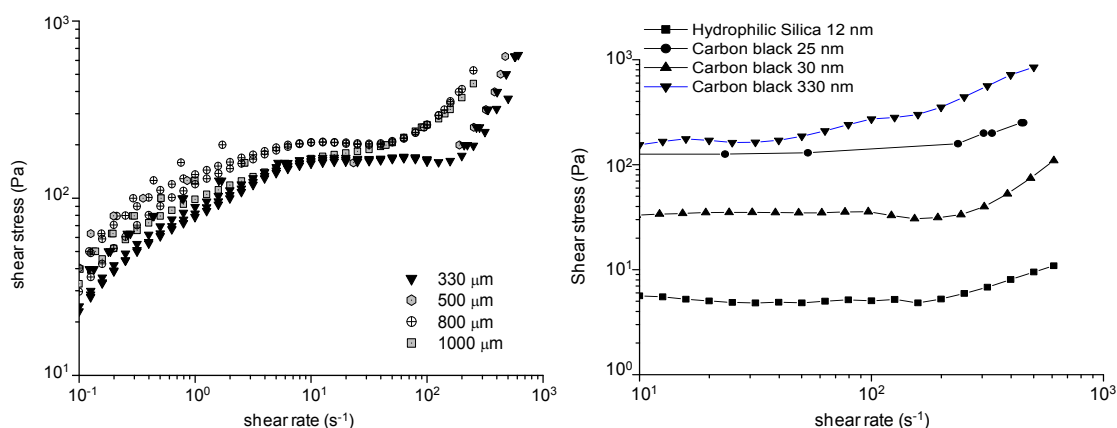 10³
10²
10¹
shear stress (Pa)
10⁻¹
10⁰
10¹
10²
10³
shear rate (s⁻¹)
330 μm
500 μm
800 μm
1000 μm
Hydrophilic Silica 12 nm
Carbon black 25 nm
Carbon black 30 nm
Carbon black 330 nm
10³
10²
10¹
10⁰
Shear stress (Pa)
10¹
10²
10³
shear rate (s⁻¹)